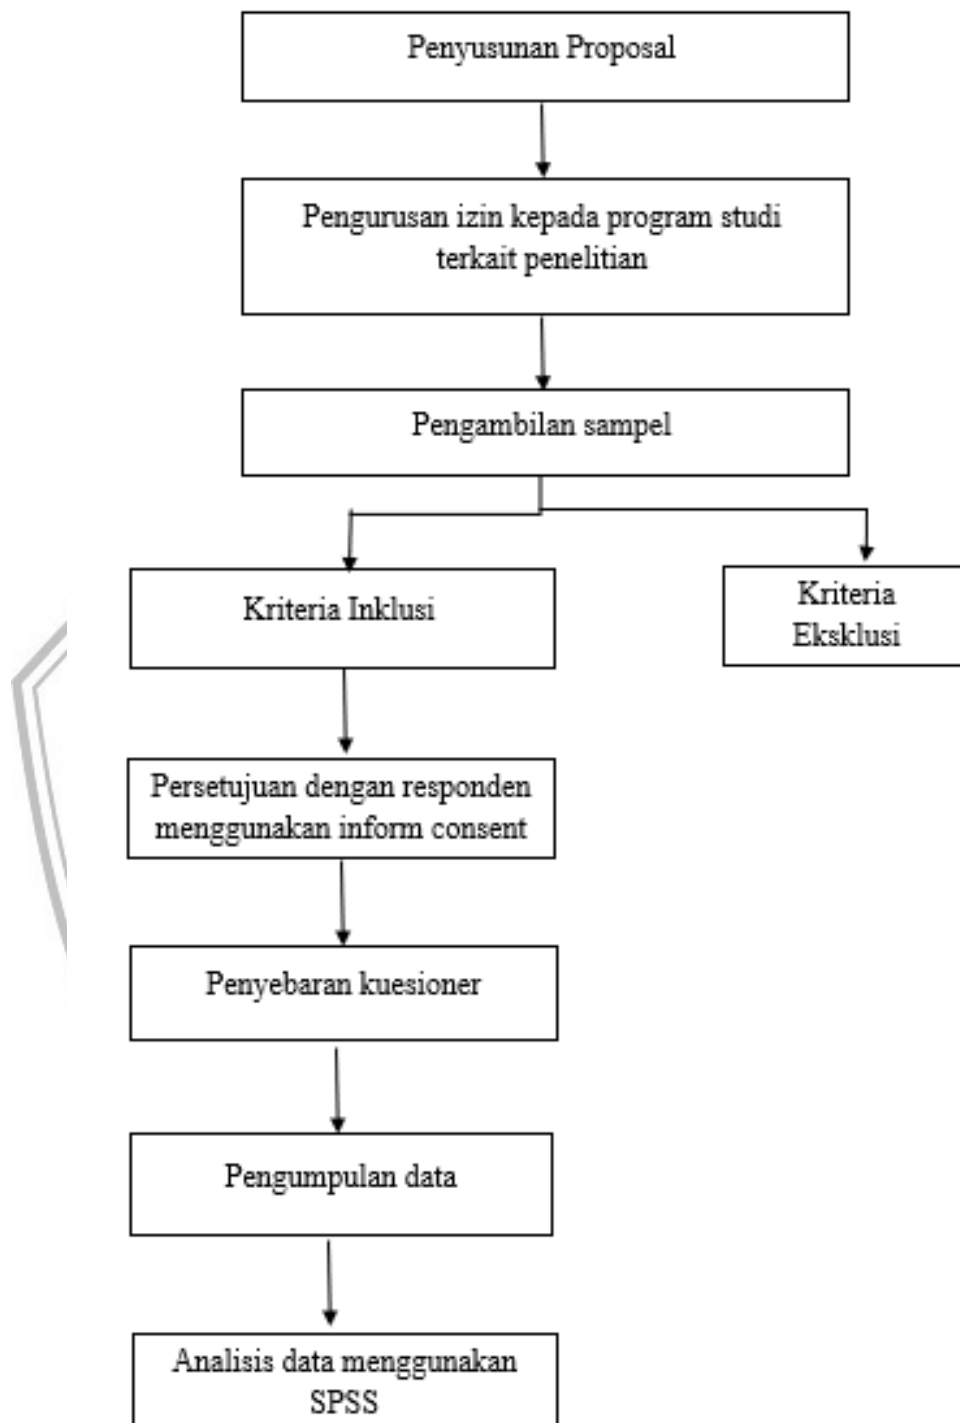 Penyusunan Proposal
Pengurusan izin kepada program studi
terkait penelitian
Pengambilan sampel
Kriteria Inklusi
Kriteria
Eksklusi
Persetujuan dengan responden
menggunakan inform consent
Penyebaran kuesioner
Pengumpulan data
Analisis data menggunakan
SPSS